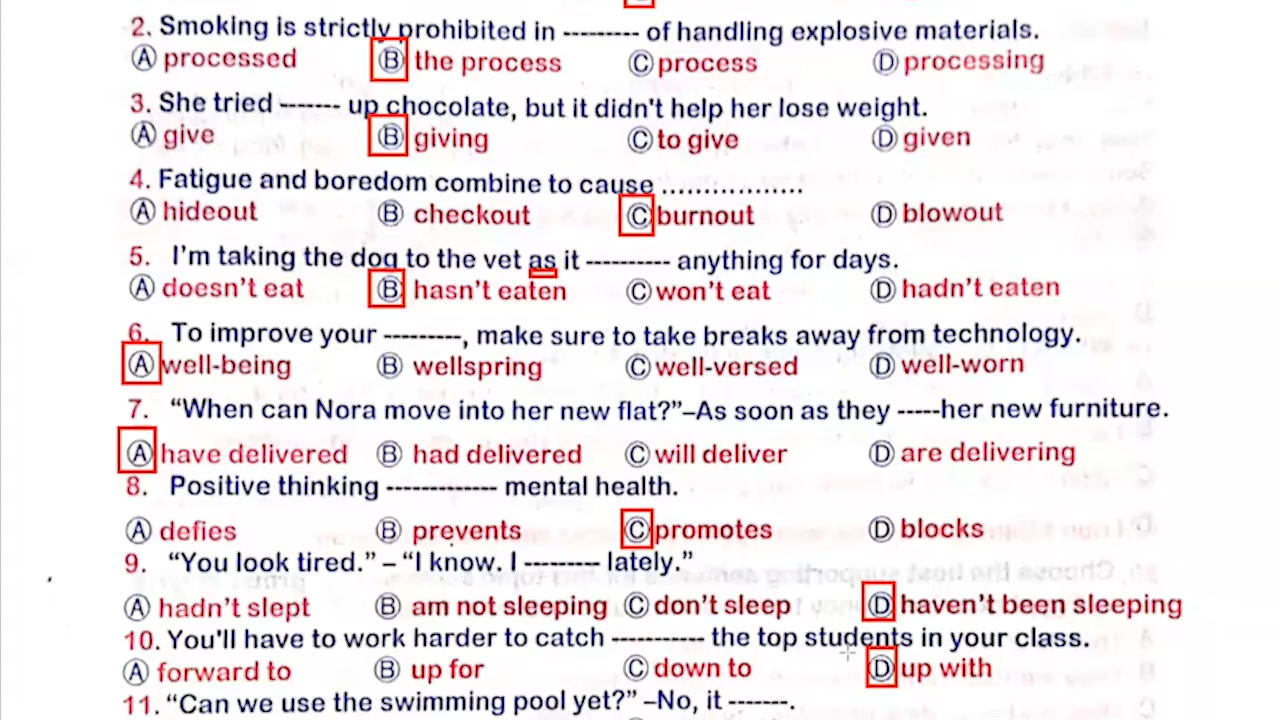 2. Smoking is strictly prohibited in --------- of handling explosive materials.
Ⓐ processed Ⓑ the process Ⓒ process Ⓓ processing
3. She tried ------- up chocolate, but it didn't help her lose weight.
Ⓐ give Ⓑ giving Ⓒ to give Ⓓ given
4. Fatigue and boredom combine to cause ..................
Ⓐ hideout Ⓑ checkout Ⓒ burnout Ⓓ blowout
5. I'm taking the dog to the vet as it ---------- anything for days.
Ⓐ doesn't eat Ⓑ hasn't eaten Ⓒ won't eat Ⓓ hadn't eaten
6. To improve your ---------, make sure to take breaks away from technology.
Ⓐ well-being Ⓑ wellspring Ⓒ well-versed Ⓓ well-worn
7. “When can Nora move into her new flat?”–As soon as they -----her new furniture.
Ⓐ have delivered Ⓑ had delivered Ⓒ will deliver Ⓓ are delivering
8. Positive thinking ------------- mental health.
Ⓐ defies Ⓑ prevents Ⓒ promotes Ⓓ blocks
9. “You look tired.” – “I know. I --------- lately.”
Ⓐ hadn't slept Ⓑ am not sleeping Ⓒ don't sleep Ⓓ haven't been sleeping
10. You'll have to work harder to catch ----------- the top students in your class.
Ⓐ forward to Ⓑ up for Ⓒ down to Ⓓ up with
11. “Can we use the swimming pool yet?” –No, it -------.